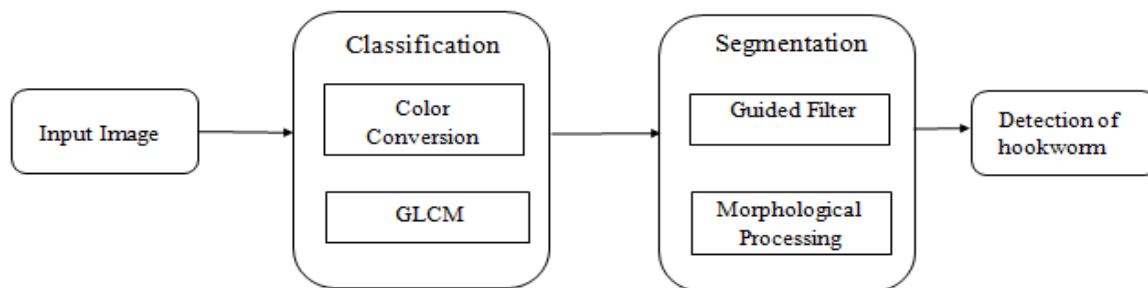 Input Image
Classification
Color
Conversion
GLCM
Segmentation
Guided Filter
Morphological
Processing
Detection of
hookworm